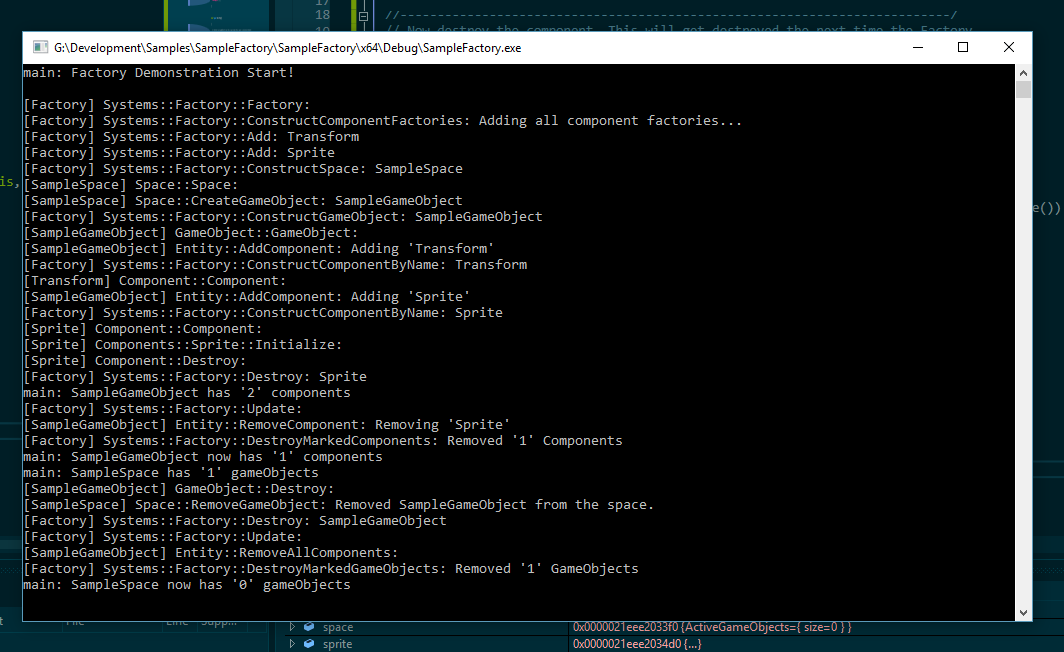 17
18
//-----------------------------------------------------------------------/
// Now destroy the component. This will get destroyed the next time the Factory
G:\Development\Samples\SampleFactory\SampleFactory\x64\Debug\SampleFactory.exe
main: Factory Demonstration Start!
[Factory] Systems::Factory::Factory:
[Factory] Systems::Factory::ConstructComponentFactories: Adding all component factories...
[Factory] Systems::Factory::Add: Transform
[Factory] Systems::Factory::Add: Sprite
[Factory] Systems::Factory::ConstructSpace: SampleSpace
is,
[SampleSpace] Space::Space:
[SampleSpace] Space::CreateGameObject: SampleGameObject
e())
[Factory] Systems::Factory::ConstructGameObject: SampleGameObject
[SampleGameObject] GameObject::GameObject:
[SampleGameObject] Entity::AddComponent: Adding 'Transform'
[Factory] Systems::Factory::ConstructComponentByName: Transform
[Transform] Component::Component:
[SampleGameObject] Entity::AddComponent: Adding 'Sprite'
[Factory] Systems::Factory::ConstructComponentByName: Sprite
[Sprite] Component::Component:
[Sprite] Components::Sprite::Initialize:
[Sprite] Component::Destroy:
[Factory] Systems::Factory::Destroy: Sprite
main: SampleGameObject has '2' components
[Factory] Systems::Factory::Update:
[SampleGameObject] Entity::RemoveComponent: Removing 'Sprite'
[Factory] Systems::Factory::DestroyMarkedComponents: Removed '1' Components
main: SampleGameObject now has '1' components
main: SampleSpace has '1' gameObjects
[SampleGameObject] GameObject::Destroy:
[SampleSpace] Space::RemoveGameObject: Removed SampleGameObject from the space.
[Factory] Systems::Factory::Destroy: SampleGameObject
[Factory] Systems::Factory::Update:
[SampleGameObject] Entity::RemoveAllComponents:
[Factory] Systems::Factory::DestroyMarkedGameObjects: Removed '1' GameObjects
main: SampleSpace now has '0' gameObjects
File Line Supp...
space 0x0000021eee2033f0 {ActiveGameObjects={ size=0 } }
sprite 0x0000021eee2034d0 {...}